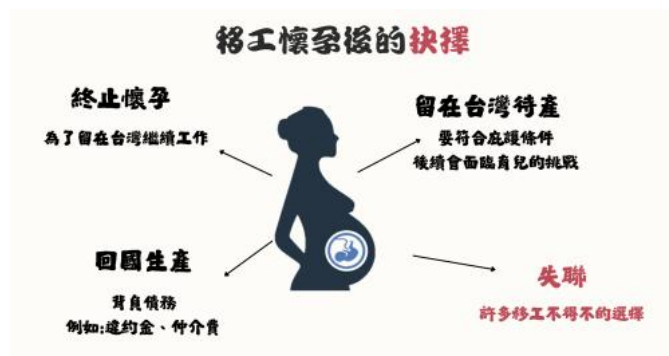 移工懷孕後的抉擇
終止懷孕
為了留在台灣繼續工作
留在台灣待產
要符合庇護條件
後續會面臨育兒的挑戰
回國生產
背負債務
例如:違約金、仲介費
失聯
許多移工不得不的選擇